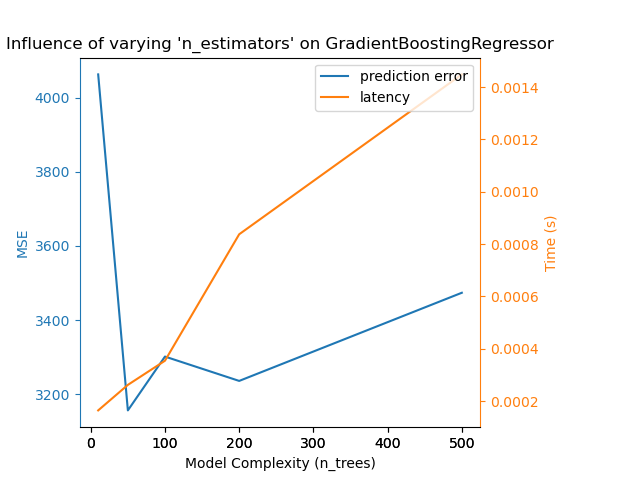 Influence of varying 'n_estimators' on GradientBoostingRegressor
prediction error
latency
4000
3800
3600
3400
3200
MSE
0.0014
0.0012
0.0010
0.0008
0.0006
0.0004
0.0002
Time (s)
0 100 200 300 400 500
Model Complexity (n_trees)